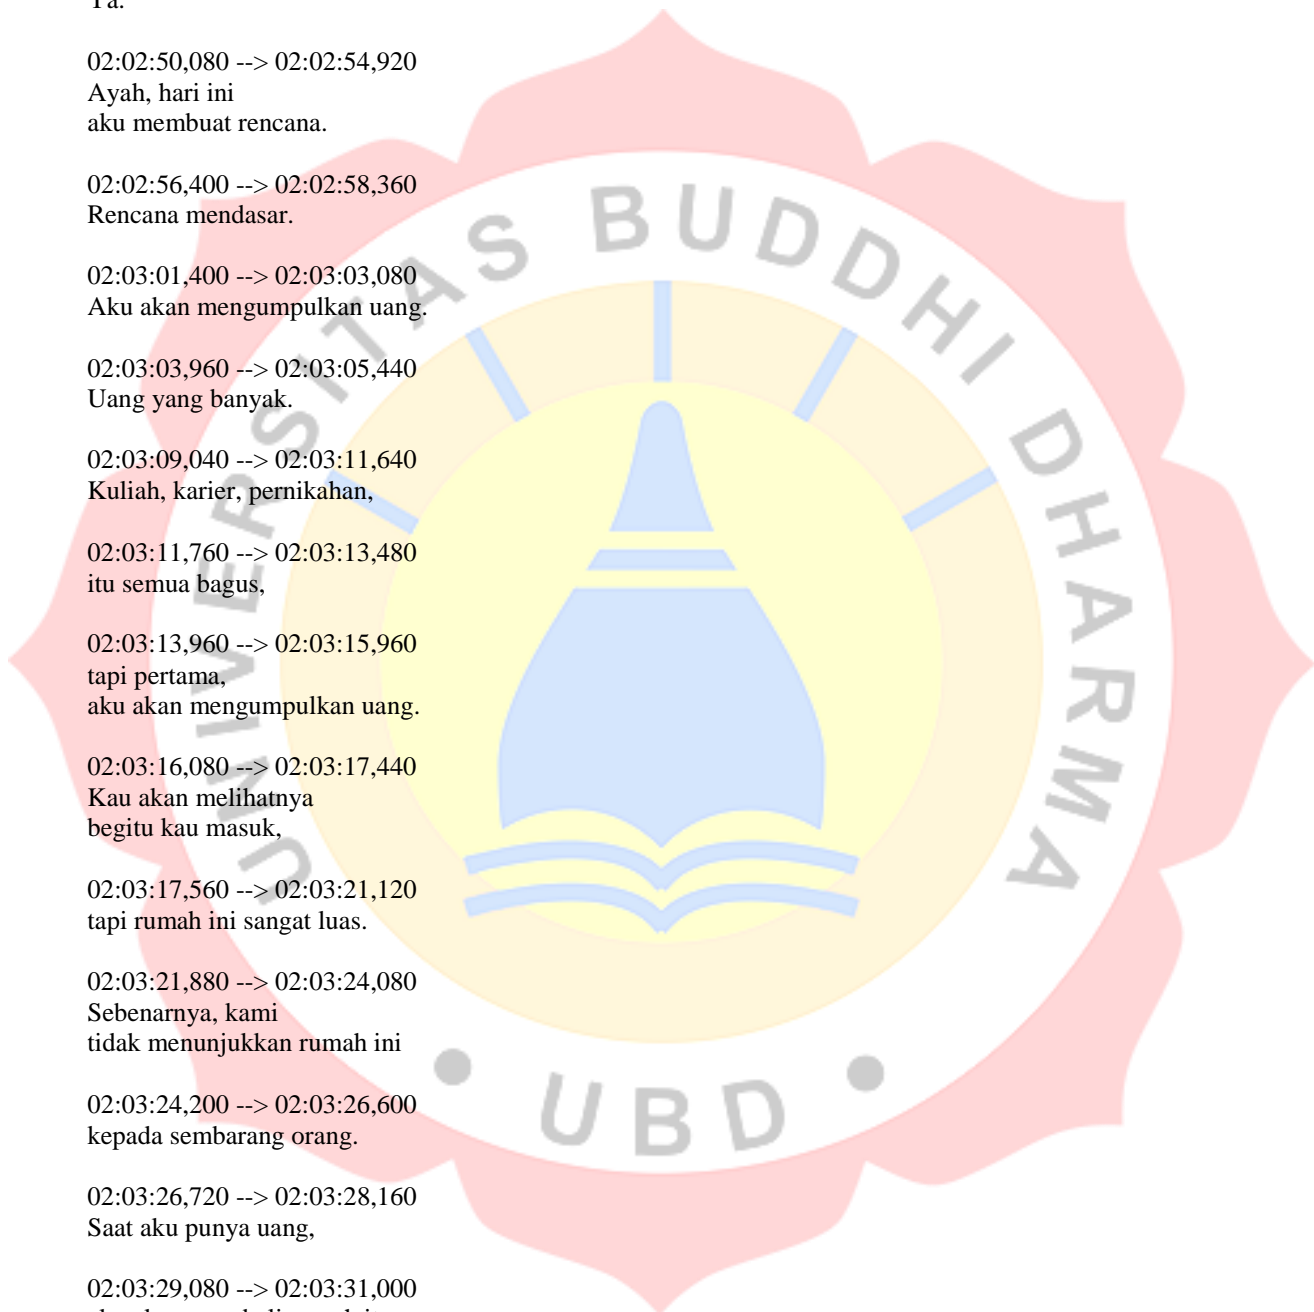 Ya.
02:02:50,080 --> 02:02:54,920
Ayah, hari ini
aku membuat rencana.
02:02:56,400 --> 02:02:58,360
Rencana mendasar.
02:03:01,400 --> 02:03:03,080
Aku akan mengumpulkan uang.
02:03:03,960 --> 02:03:05,440
Uang yang banyak.
02:03:09,040 --> 02:03:11,640
Kuliah, karier, pernikahan,
02:03:11,760 --> 02:03:13,480
itu semua bagus,
02:03:13,960 --> 02:03:15,960
tapi pertama,
aku akan mengumpulkan uang.
02:03:16,080 --> 02:03:17,440
Kau akan melihatnya
begitu kau masuk,
02:03:17,560 --> 02:03:21,120
tapi rumah ini sangat luas.
02:03:21,880 --> 02:03:24,080
Sebenarnya, kami
tidak menunjukkan rumah ini
02:03:24,200 --> 02:03:26,600
kepada sembarang orang.
02:03:26,720 --> 02:03:28,160
Saat aku punya uang,
02:03:29,080 --> 02:03:31,000
UNIVERSITAS BUDDHI DHARMA
• UBD •